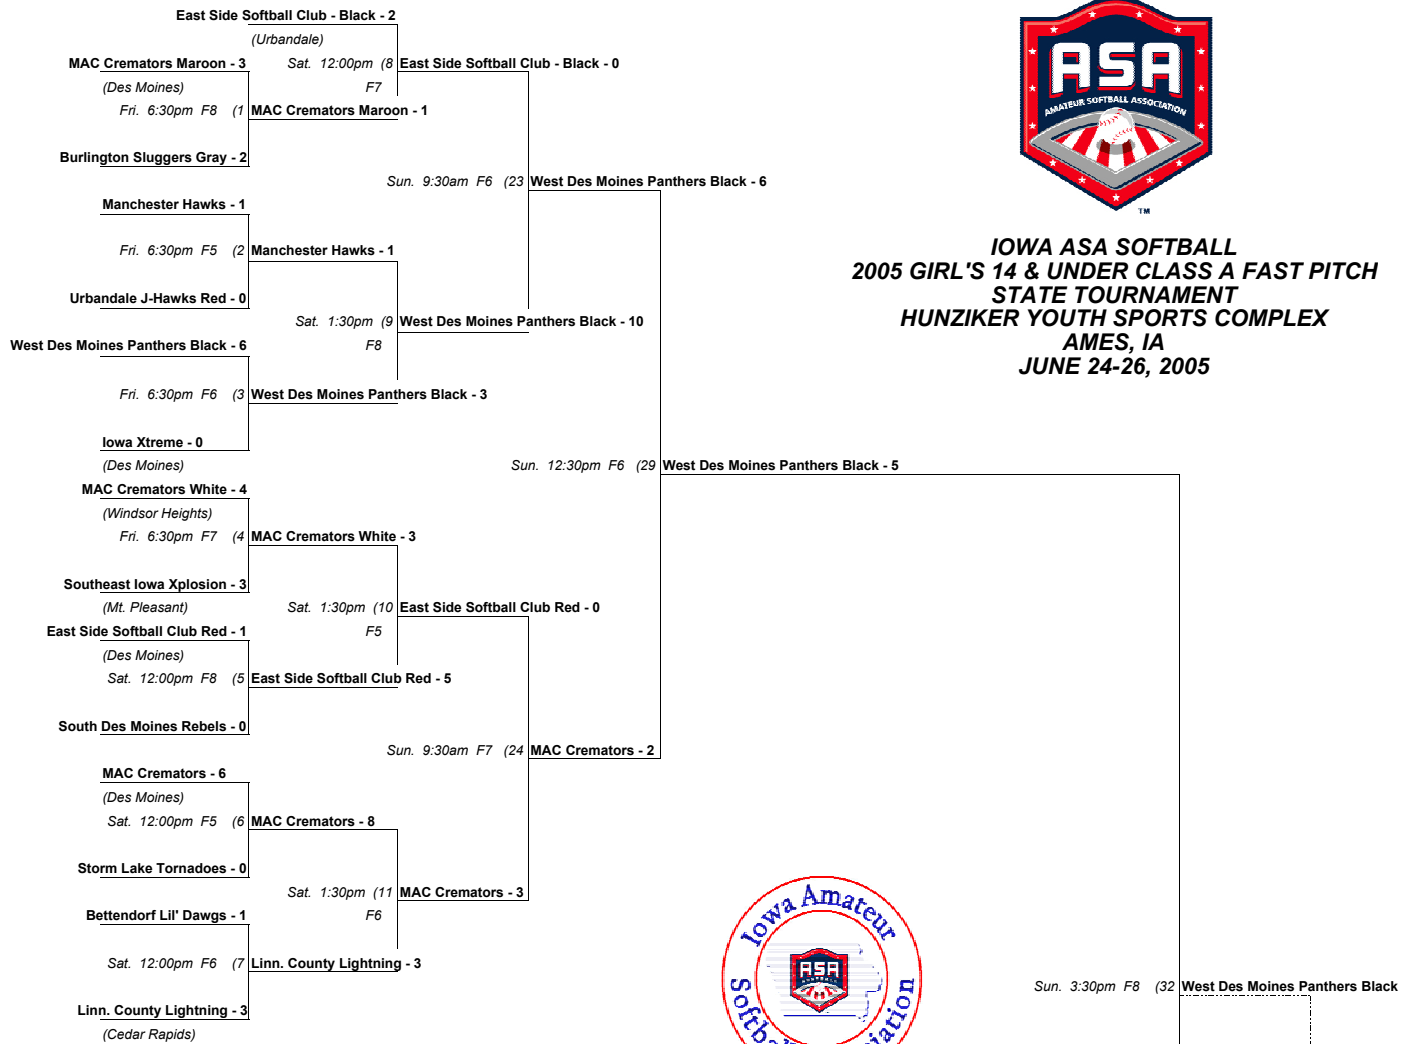 East Side Softball Club - Black - 2
(Urbandale)
MAC Cremators Maroon - 3
Sat. 12:00pm (8 East Side Softball Club - Black - 0
(Des Moines)
F7
Fri. 6:30pm F8 (1 MAC Cremators Maroon - 1
Burlington Sluggers Gray - 2
Sun. 9:30am F6 (23 West Des Moines Panthers Black - 6
Manchester Hawks - 1
Fri. 6:30pm F5 (2 Manchester Hawks - 1
Urbandale J-Hawks Red - 0
Sat. 1:30pm (9 West Des Moines Panthers Black - 10
West Des Moines Panthers Black - 6
F8
Fri. 6:30pm F6 (3 West Des Moines Panthers Black - 3
Iowa Xtreme - 0
(Des Moines)
Sun. 12:30pm F6 (29 West Des Moines Panthers Black - 5
MAC Cremators White - 4
(Windsor Heights)
Fri. 6:30pm F7 (4 MAC Cremators White - 3
Southeast Iowa Xplosion - 3
(Mt. Pleasant)
Sat. 1:30pm (10 East Side Softball Club Red - 0
East Side Softball Club Red - 1
F5
(Des Moines)
Sat. 12:00pm F8 (5 East Side Softball Club Red - 5
South Des Moines Rebels - 0
Sun. 9:30am F7 (24 MAC Cremators - 2
MAC Cremators - 6
(Des Moines)
Sat. 12:00pm F5 (6 MAC Cremators - 8
Storm Lake Tornadoes - 0
Sat. 1:30pm (11 MAC Cremators - 3
Bettendorf Lil' Dawgs - 1
F6
Sat. 12:00pm F6 (7 Linn. County Lightning - 3
Linn. County Lightning - 3
(Cedar Rapids)
Sun. 3:30pm F8 (32 West Des Moines Panthers Black
ASA
AMATEUR SOFTBALL ASSOCIATION
TM
IOWA ASA SOFTBALL
2005 GIRL'S 14 & UNDER CLASS A FAST PITCH
STATE TOURNAMENT
HUNZIKER YOUTH SPORTS COMPLEX
AMES, IA
JUNE 24-26, 2005
Iowa Amateur
ASA